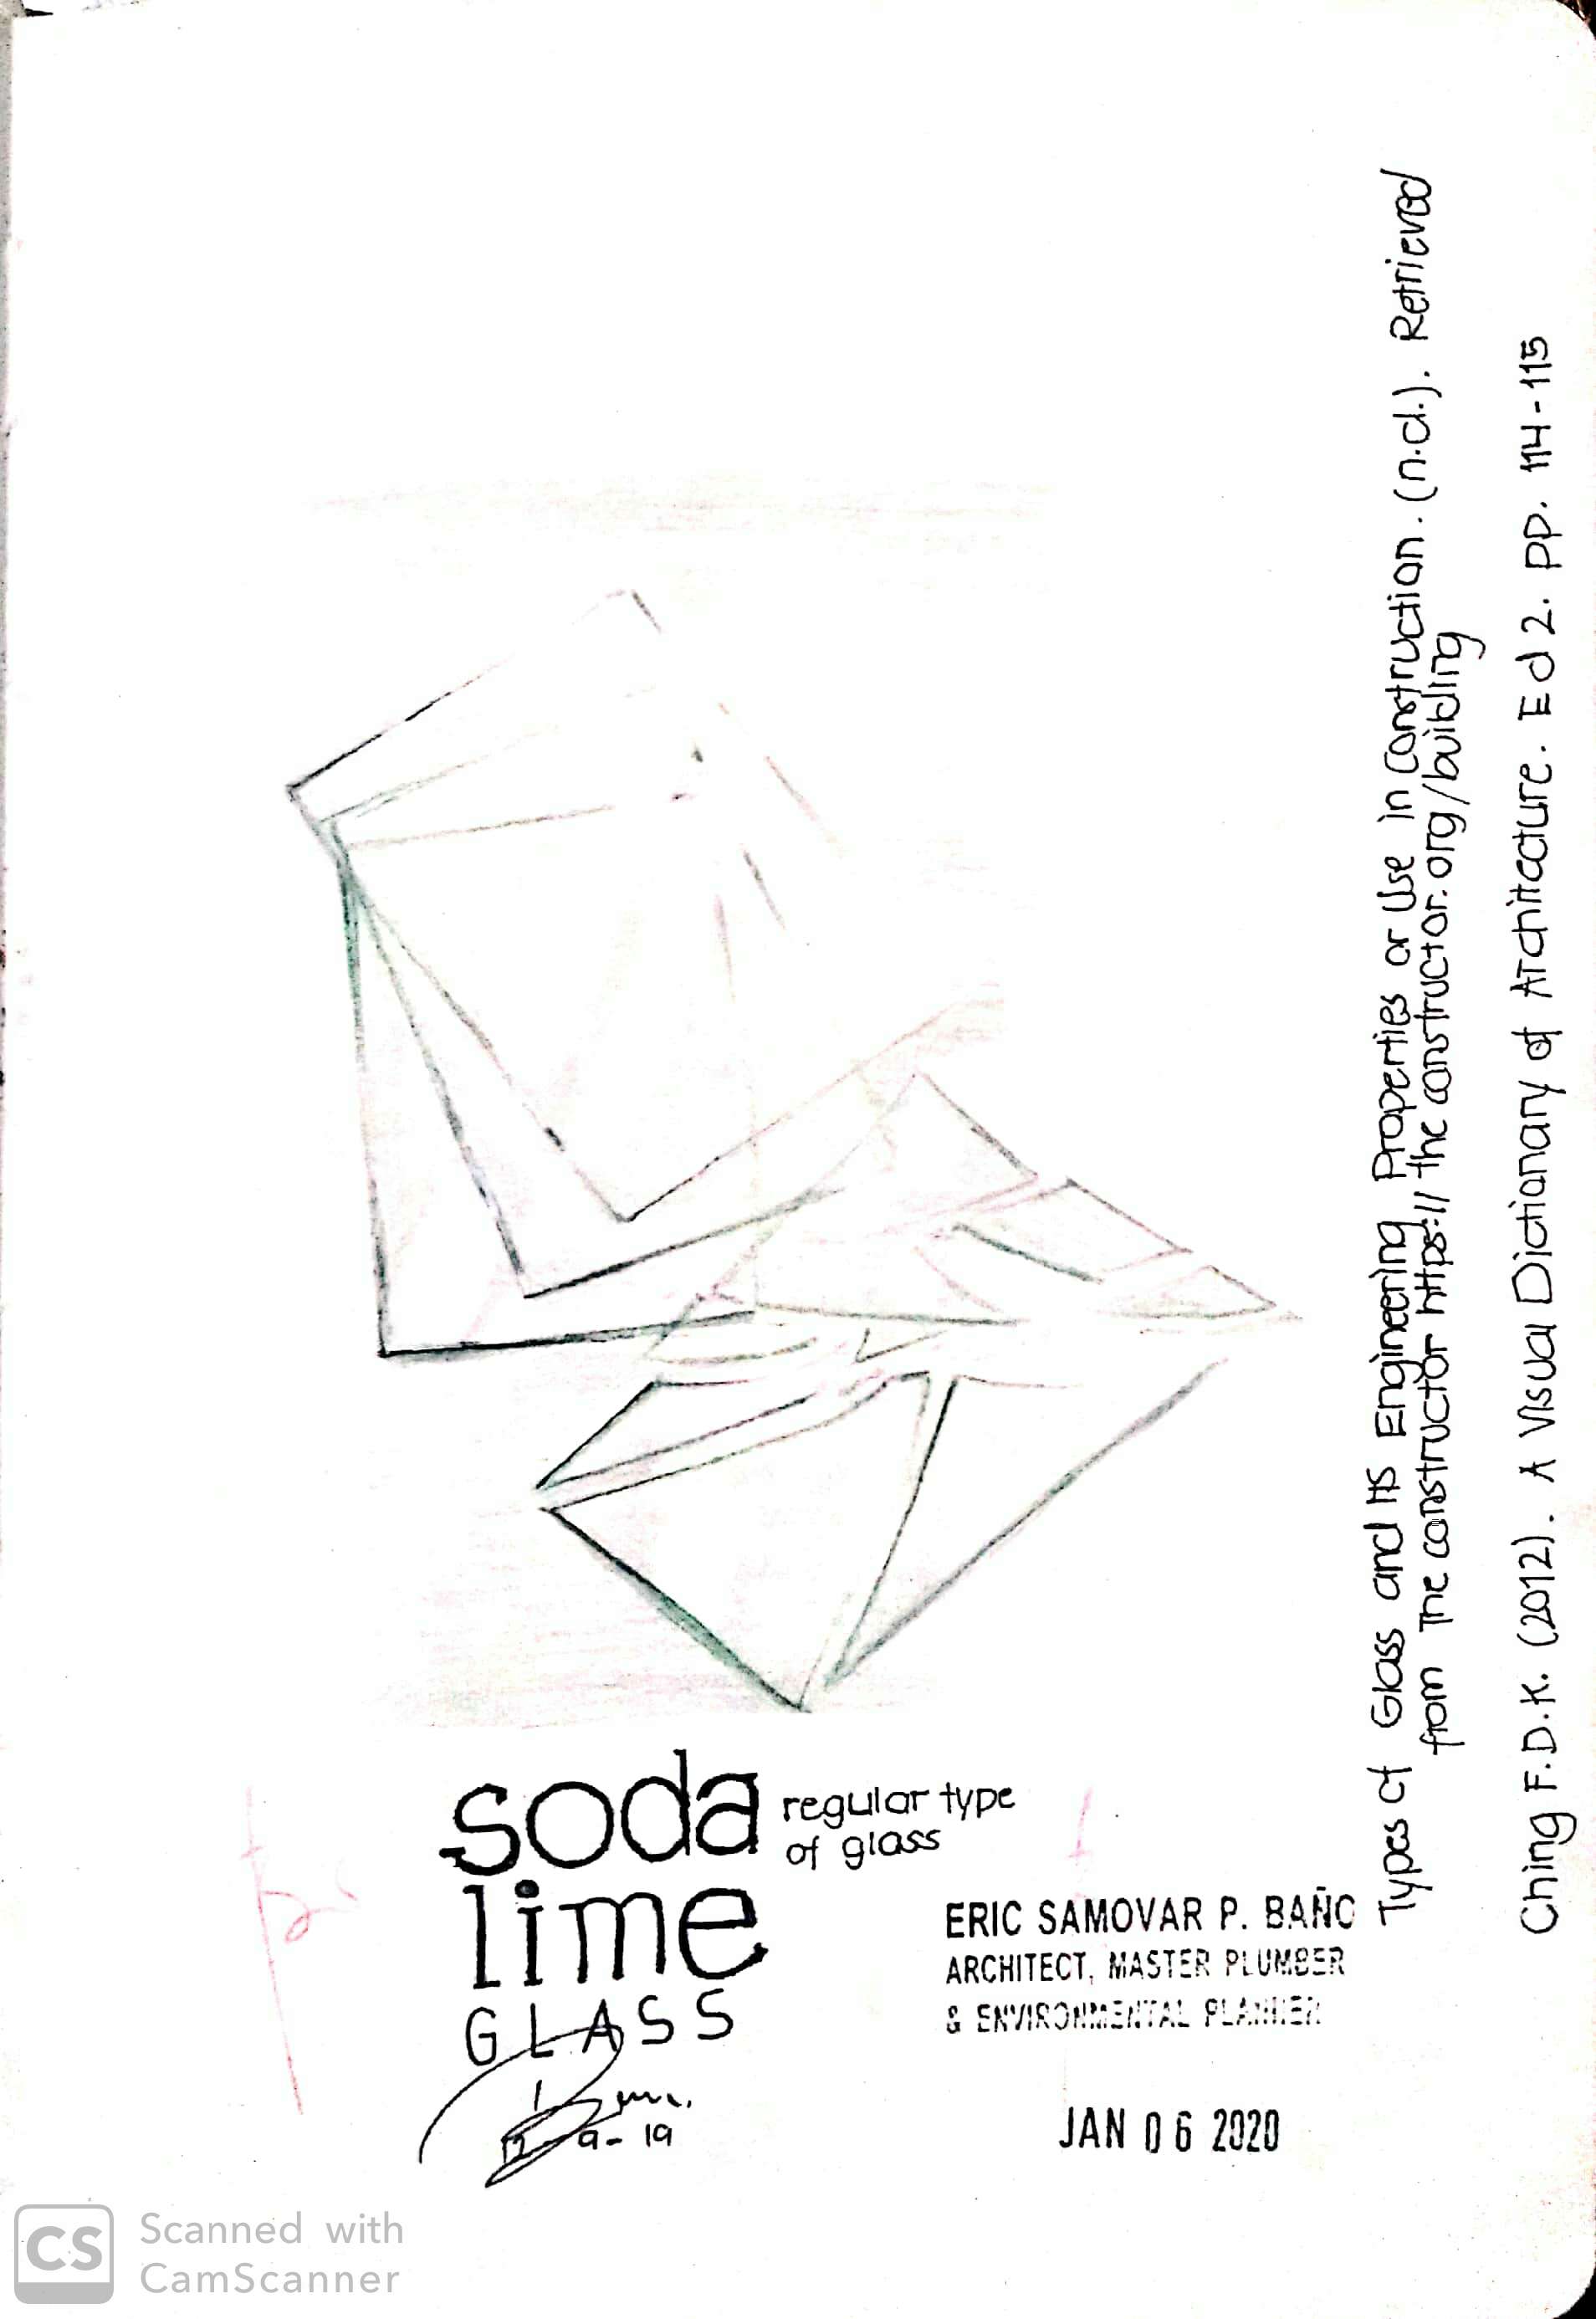 soda
regular type
of glass
lime
GLASS
12-9-19
ERIC SAMOVAR P. BAÑO
ARCHITECT, MASTER PLUMBER
& ENVIRONMENTAL PLANNER
JAN 06 2020
Types of Glass and its Engineering Properties or Use in Construction. (n.d.). Retrieved
from The constructor https:// the constructor.org/building
Ching F.D.K. (2012). A Visual Dictionary of Architecture. Ed 2. pp. 114-115
CS
Scanned with
CamScanner